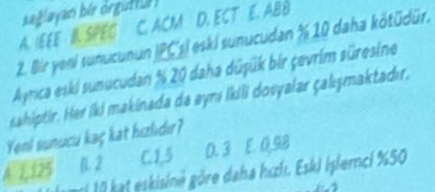 sağlayan bir örgüttür?
A. IEEE B. SPEC C. ACM D. ECT E. ABB
2. Bir yeni sunucunun IPC'si eski sunucudan % 10 daha kötüdür.
Ayrıca eski sunucudan % 20 daha düşük bir çevrim süresine
sahiptir. Her iki makinada da aynı ikili dosyalar çalışmaktadır.
Yeni sunucu kaç kat hızlıdır?
A. 1,125 B. 2 C. 1,5 D. 3 E. 0,98
10 kat eskisine göre daha hızlı. Eski işlemci %50